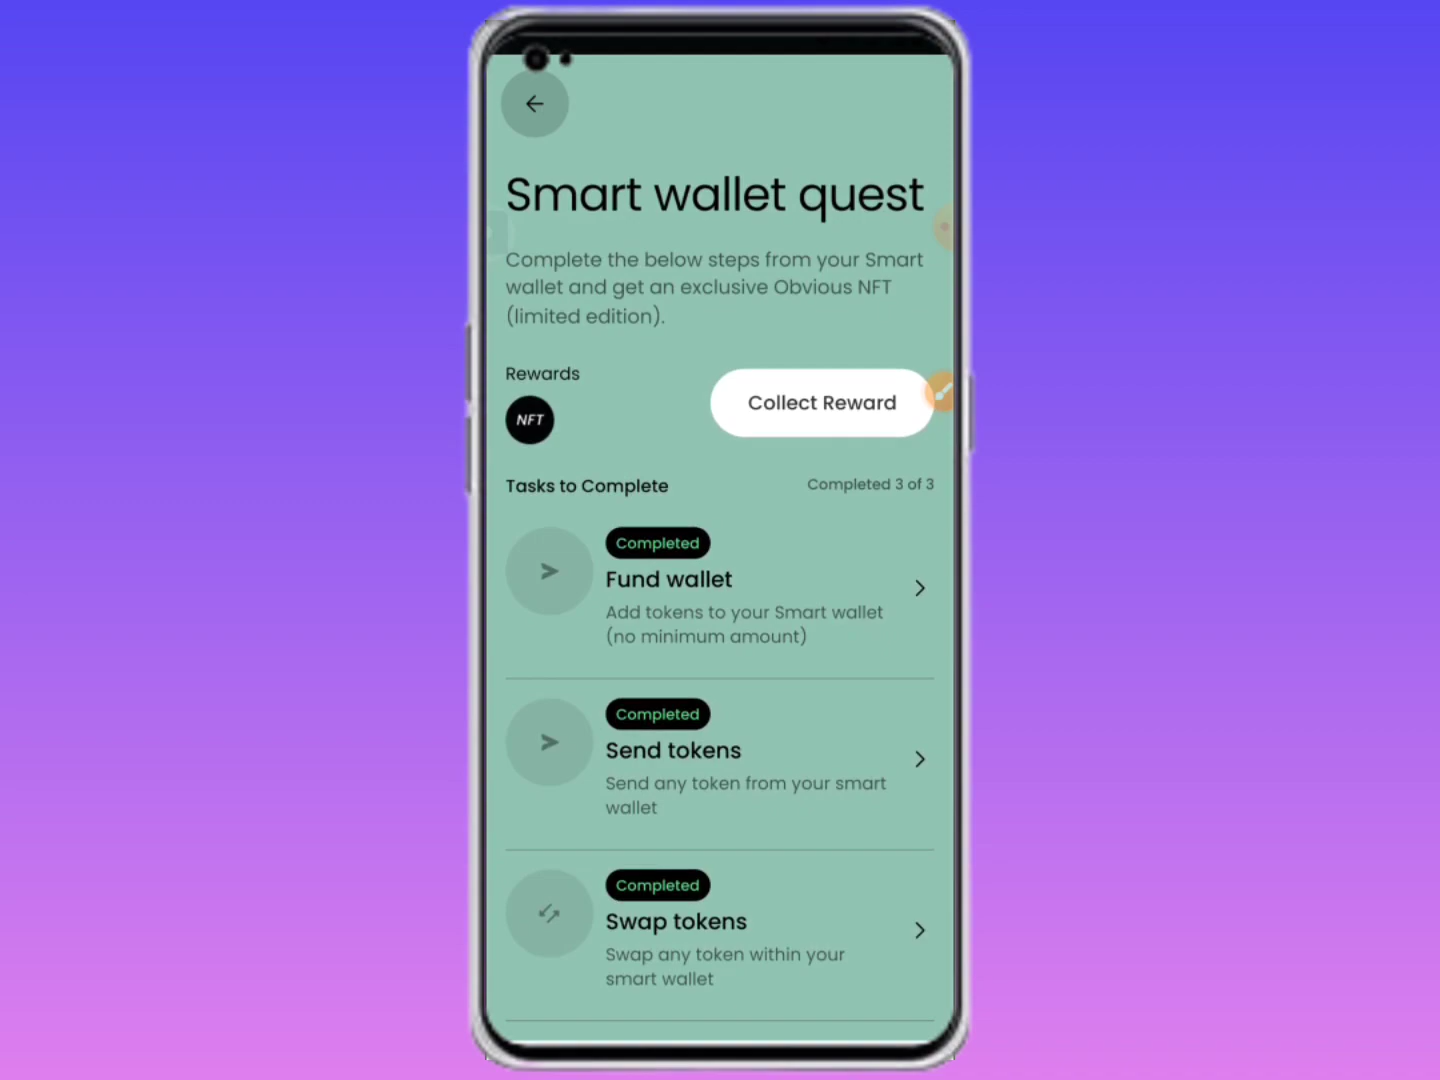 Smart wallet quest
Complete the below steps from your Smart
wallet and get an exclusive Obvious NFT
(limited edition).
Rewards
NFT
Collect Reward
Tasks to Complete
Completed 3 of 3
Completed
Fund wallet
Add tokens to your Smart wallet
(no minimum amount)
Completed
Send tokens
Send any token from your smart
wallet
Completed
Swap tokens
Swap any token within your
smart wallet